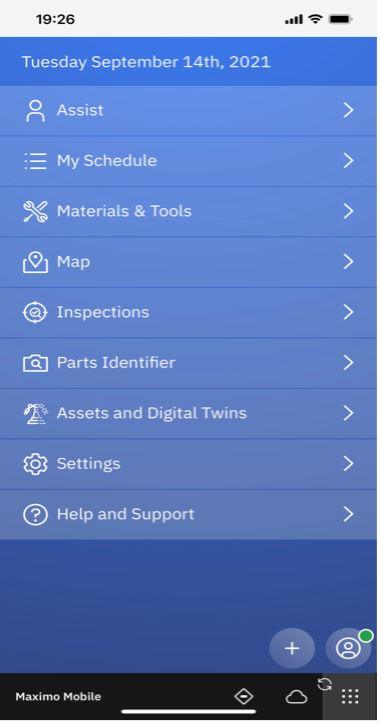 19:26
Tuesday September 14th, 2021
Assist
My Schedule
Materials & Tools
Map
Inspections
Parts Identifier
Assets and Digital Twins
Settings
Help and Support
Maximo Mobile